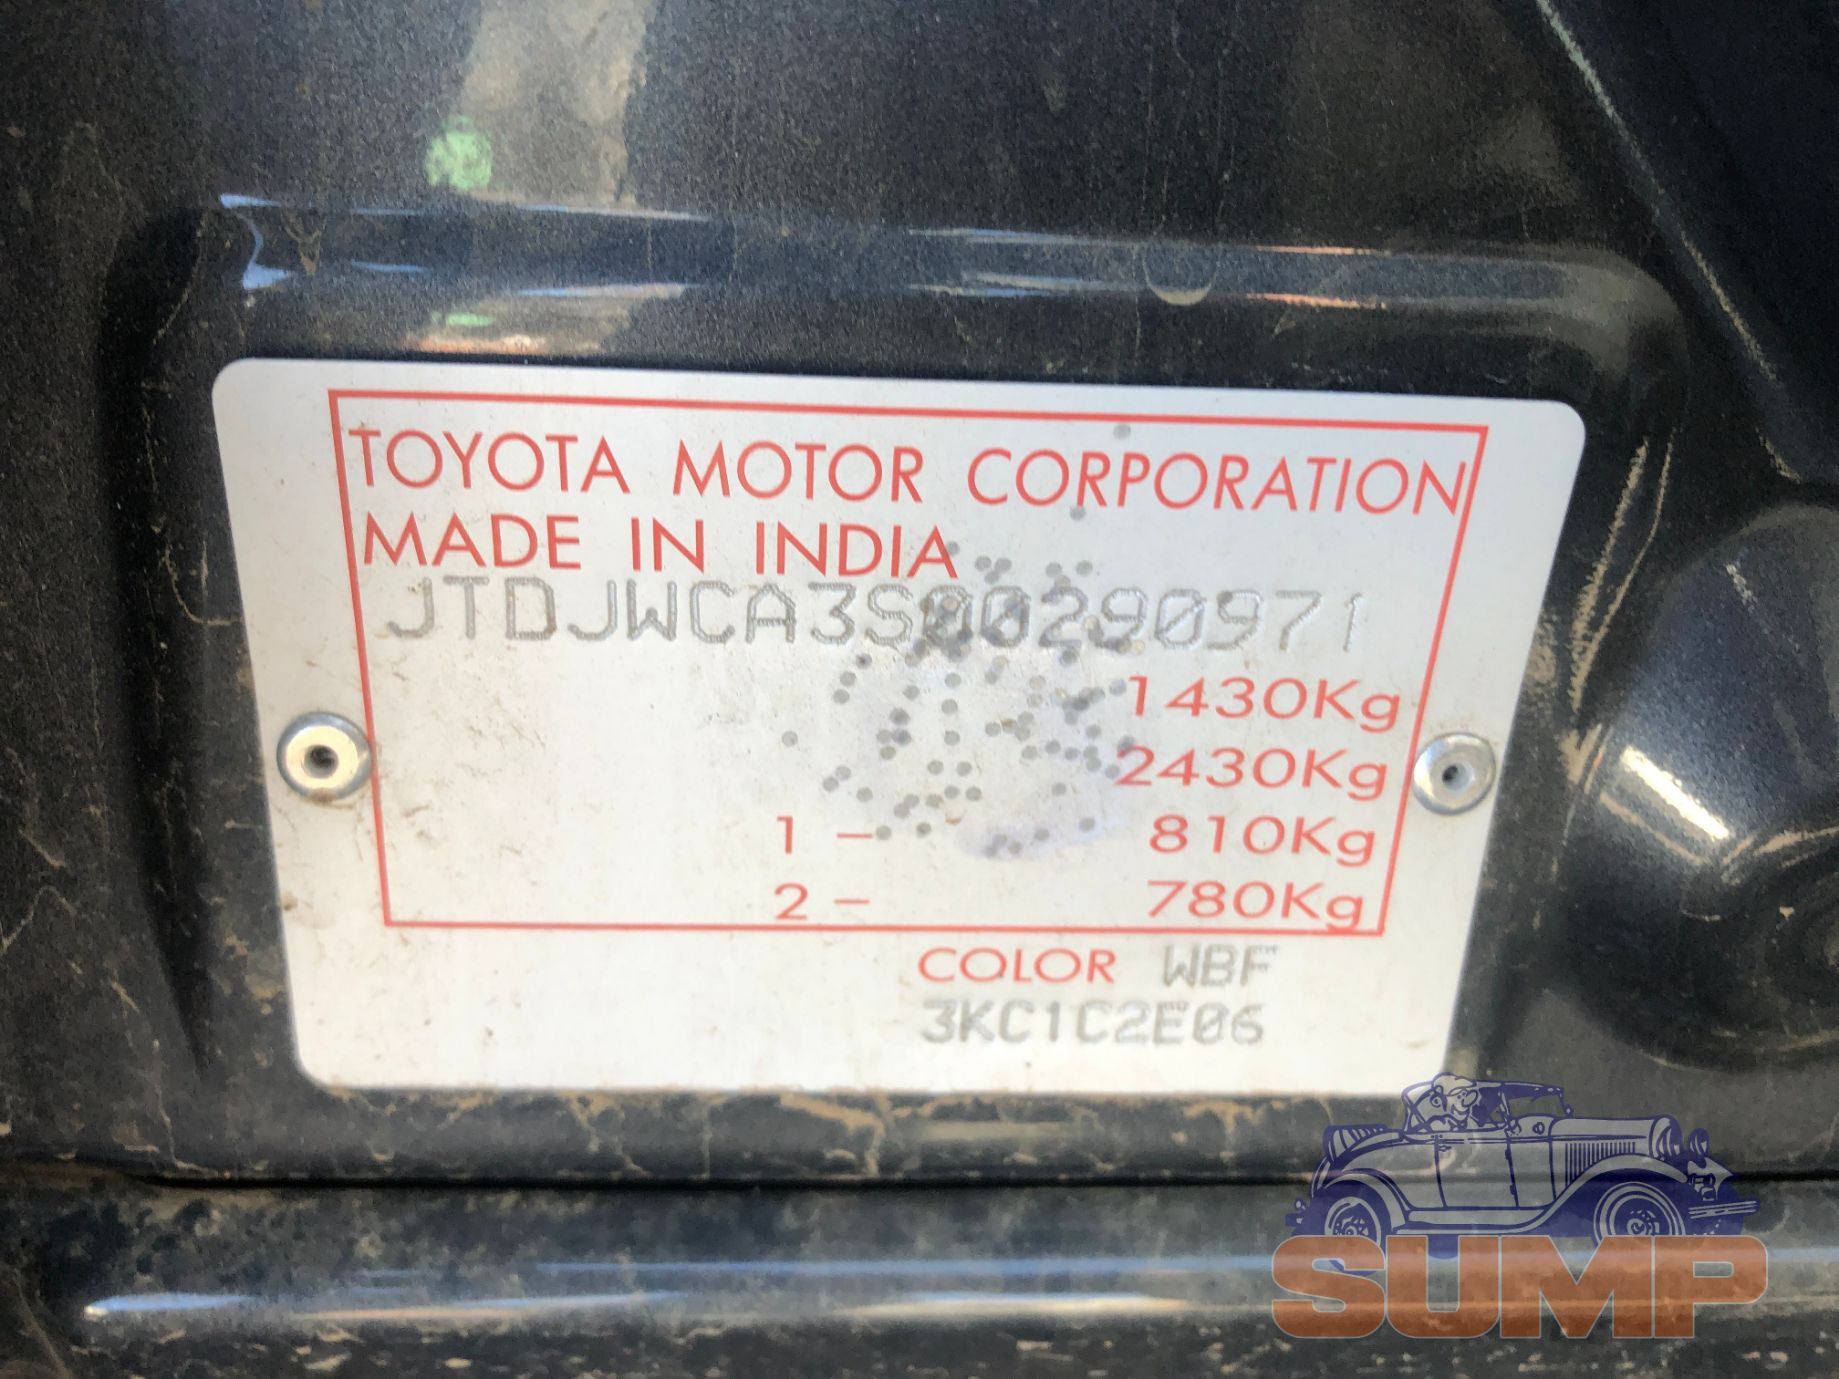 TOYOTA MOTOR CORPORATION
MADE IN INDIA
JTDJWCA3S00290971
1430Kg
2430Kg
1 - 810Kg
2 - 780Kg
COLOR WBF
3KC1C2E06
SUMP